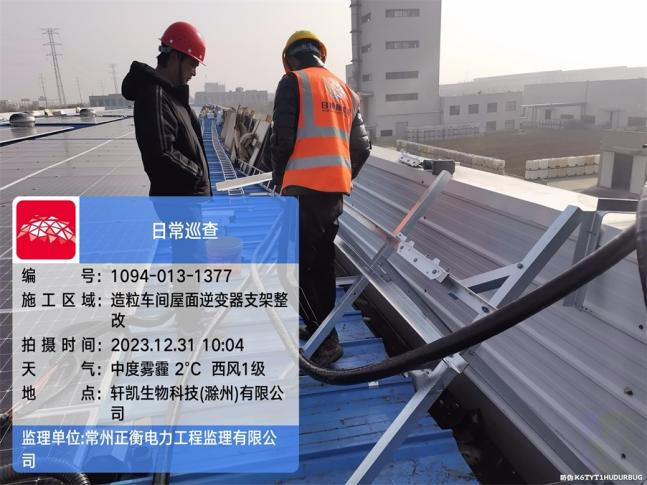 日常巡查
编 号：1094-013-1377
施工区域：造粒车间屋面逆变器支架整
改
拍摄时间：2023.12.31 10:04
天 气：中度雾霾 2℃ 西风1级
地 点：轩凯生物科技(滁州)有限公
司
监理单位:常州正衡电力工程监理有限公
司
防伪 K6TYT1HUDURBUG